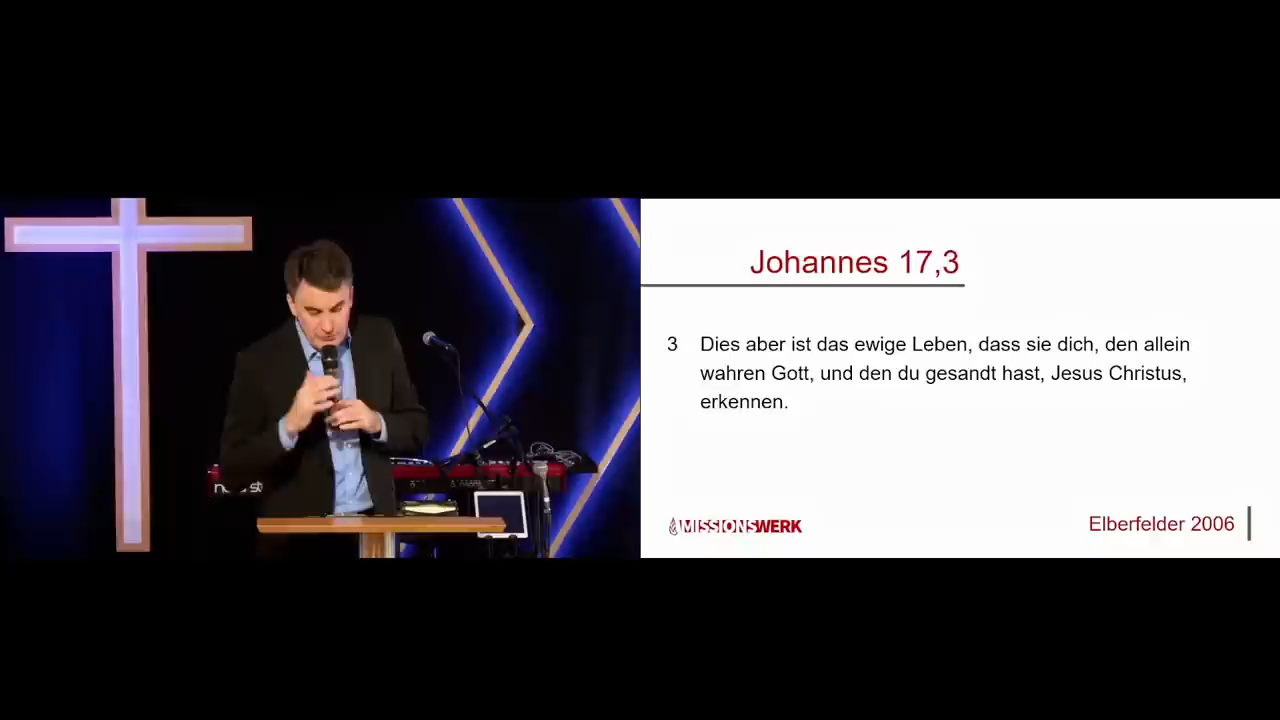 Johannes 17,3
3 Dies aber ist das ewige Leben, dass sie dich, den allein
wahren Gott, und den du gesandt hast, Jesus Christus,
erkennen.
MISSIONSWERK
Elberfelder 2006